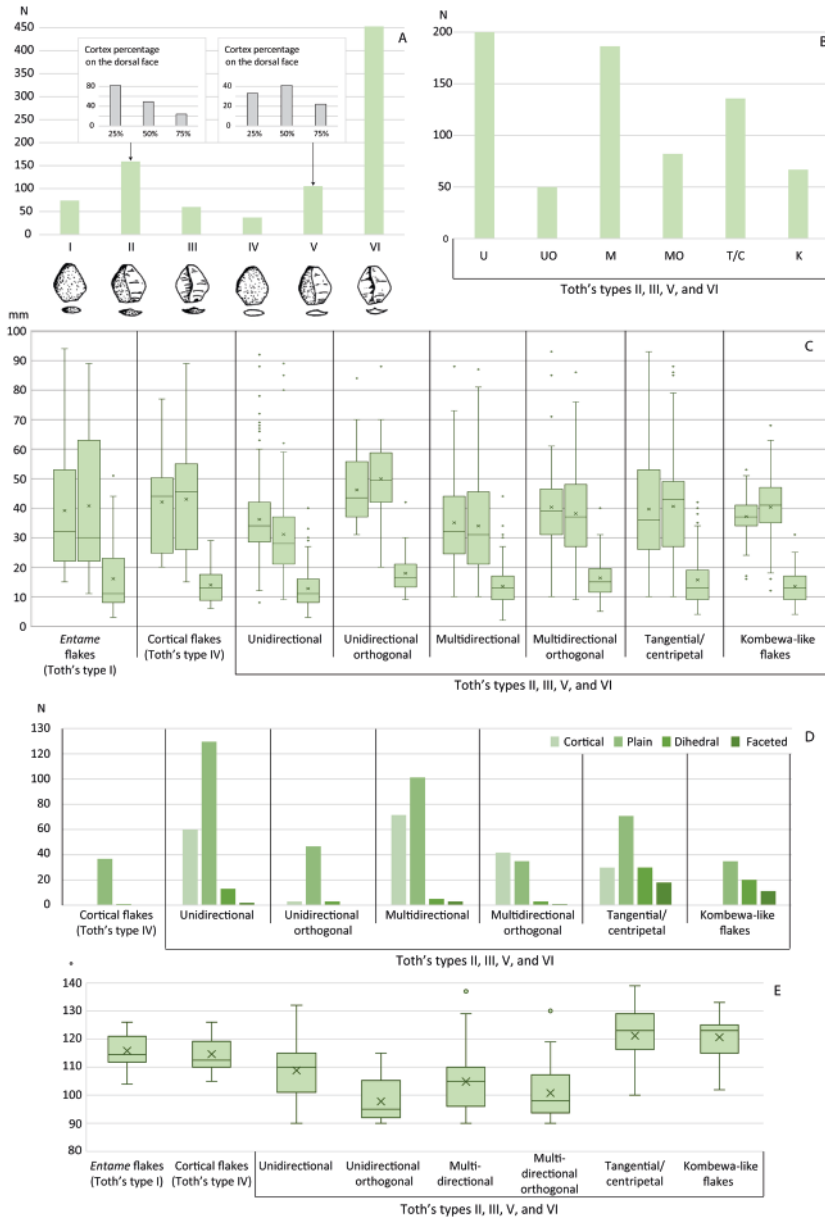 N
A
450
400
350
300
250
200
150
100
50
0
Cortex percentage
on the dorsal face
80
40
0
25% 50% 75%
Cortex percentage
on the dorsal face
40
20
0
25% 50% 75%
I II III IV V VI
N
B
200
150
100
50
0
U UO M MO T/C K
Toth's types II, III, V, and VI
mm
C
100
90
80
70
60
50
40
30
20
10
0
Entame
flakes
(Toth's type I)
Cortical flakes
(Toth's type IV)
Unidirectional
Unidirectional
orthogonal
Multidirectional
Multidirectional
orthogonal
Tangential/
centripetal
Kombewa-like
flakes
Toth's types II, III, V, and VI
N
D
130
120
100
80
60
40
20
0
Cortical Plain Dihedral Faceted
Cortical flakes
(Toth's type IV)
Unidirectional
Unidirectional
orthogonal
Multidirectional
Multidirectional
orthogonal
Tangential/
centripetal
Kombewa-like
flakes
Toth's types II, III, V, and VI
°
E
140
130
120
110
100
90
80
Entame flakes
(Toth's type I)
Cortical flakes
(Toth's type IV)
Unidirectional
Unidirectional
orthogonal
Multi-
directional
Multi-
directional
orthogonal
Tangential/
centripetal
Kombewa-like
flakes
Toth's types II, III, V, and VI